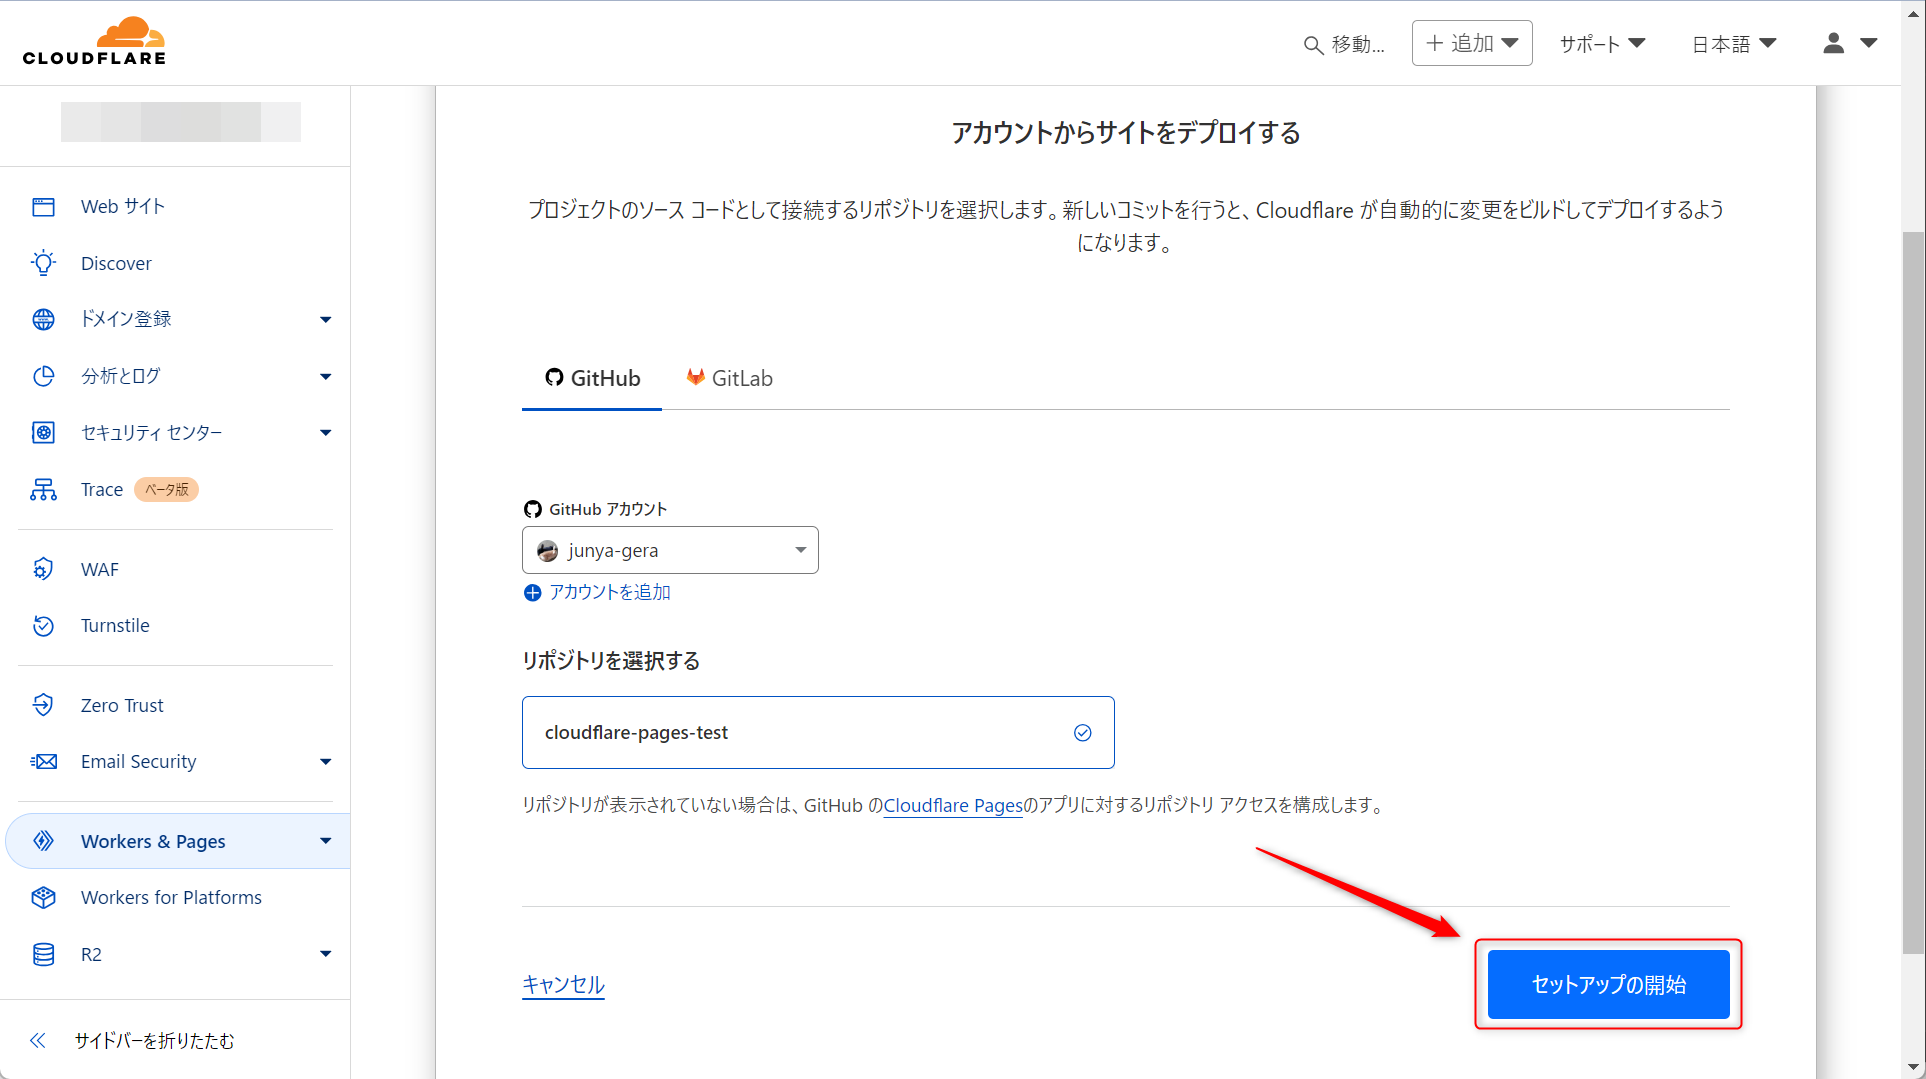 CLOUDFLARE
移動...
追加
サポート
日本語
Web サイト
Discover
ドメイン登録
分析とログ
セキュリティ センター
Trace ベータ版
WAF
Turnstile
Zero Trust
Email Security
Workers & Pages
Workers for Platforms
R2
サイドバーを折りたたむ
アカウントからサイトをデプロイする
プロジェクトのソース コードとして接続するリポジトリを選択します。新しいコミットを行うと、Cloudflare が自動的に変更をビルドしてデプロイするよう
になります。
GitHub
GitLab
GitHub アカウント
junya-gera
アカウントを追加
リポジトリを選択する
cloudflare-pages-test
リポジトリが表示されていない場合は、GitHub のCloudflare Pagesのアプリに対するリポジトリ アクセスを構成します。
キャンセル
セットアップの開始